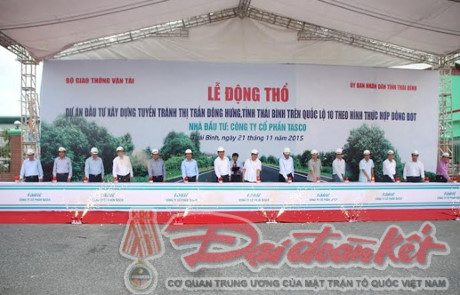 BỘ GIAO THÔNG VẬN TẢI
ỦY BAN NHÂN DÂN TỈNH THÁI BÌNH
LỄ ĐỘNG THỔ
DỰ ÁN ĐẦU TƯ XÂY DỰNG TUYẾN TRÁNH THỊ TRẤN ĐÔNG HƯNG,TỈNH THÁI BÌNH TRÊN QUỐC LỘ 10 THEO HÌNH THỨC HỢP ĐỒNG BOT
NHÀ ĐẦU TƯ: CÔNG TY CỔ PHẦN TASCO
Thái Bình, ngày 21 tháng 11 năm 2015
Đại đoàn kết
CƠ QUAN TRUNG ƯƠNG CỦA MẶT TRẬN TỔ QUỐC VIỆT NAM